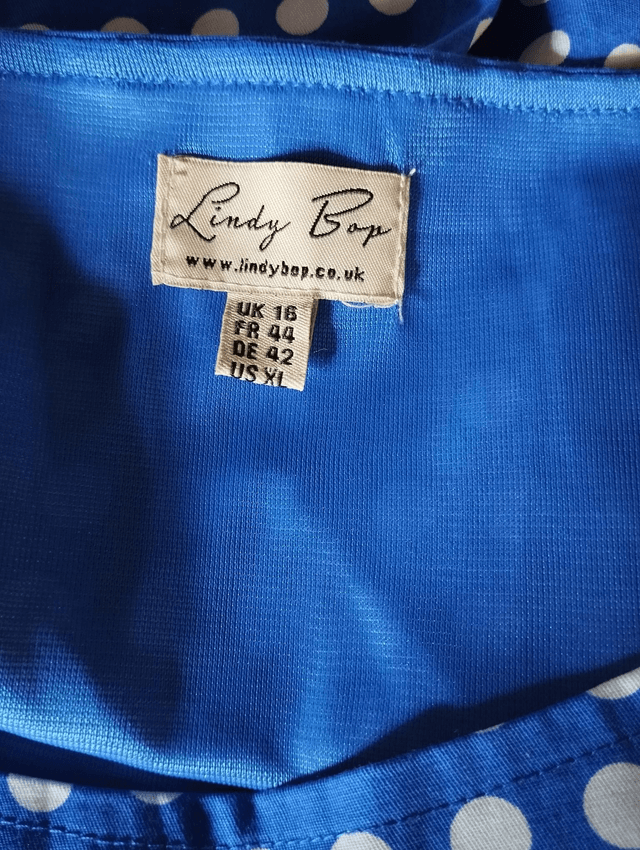 Lindy Bop
www.lindybop.co.uk
UK 16
FR 44
DE 42
US XL